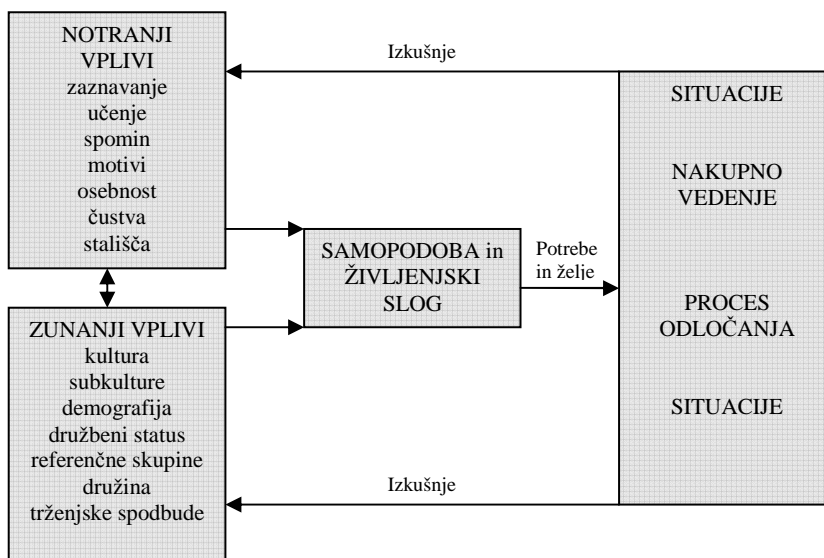 NOTRANJI
VPLIVI
zaznavanje
učenje
spomin
motivi
osebnost
čustva
stališča
ZUNANJI VPLIVI
kultura
subkulture
demografija
družbeni status
referenčne skupine
družina
trženjske spodbude
SAMOPODOBA in
ŽIVLJENJSKI
SLOG
Izkušnje
Potrebe
in želje
Izkušnje
SITUACIJE
NAKUPNO
VEDENJE
PROCES
ODLOČANJA
SITUACIJE